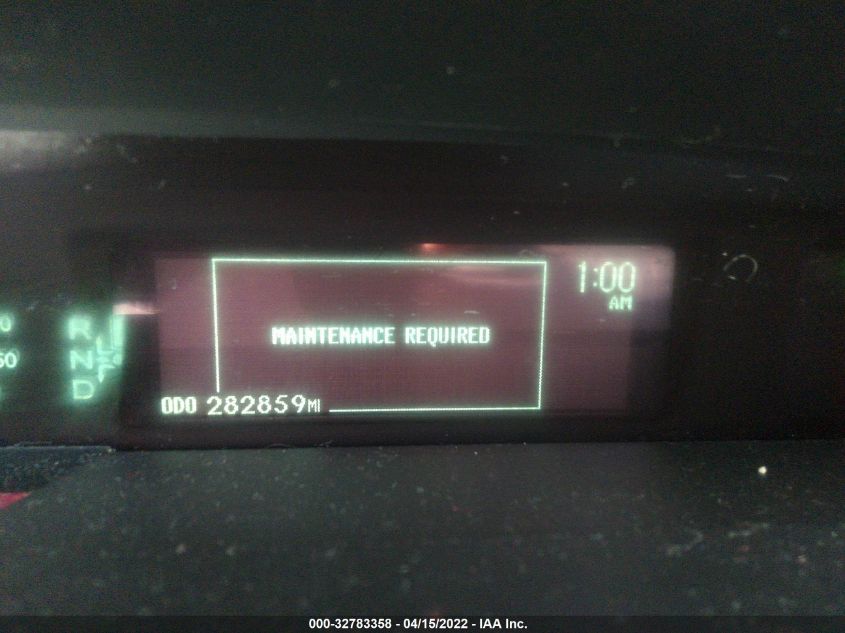 1:00
AM
MAINTENANCE REQUIRED
R
N
D
ODO 282859MI
000-32783358 - 04/15/2022 - IAA Inc.